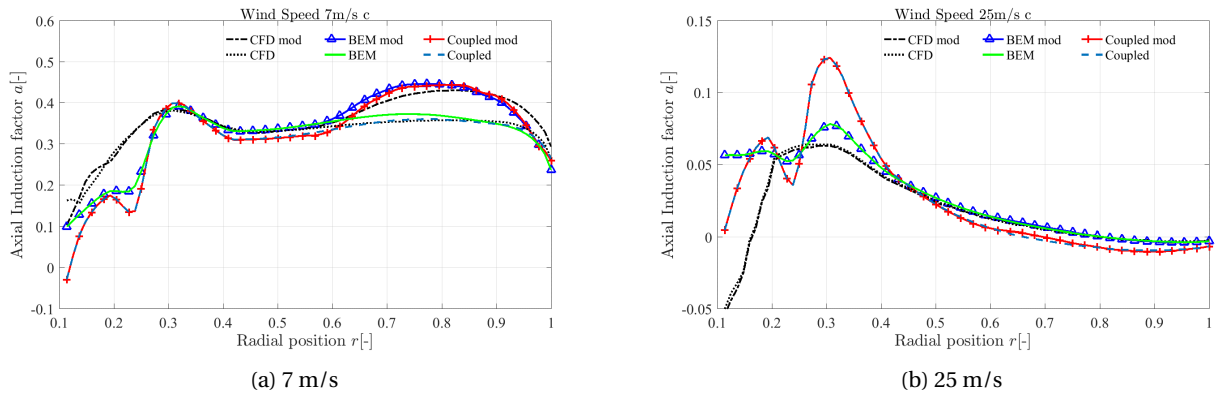 Wind Speed 7m/s c
CFD mod BEM mod Coupled mod
CFD BEM Coupled
0.6
0.5
0.4
0.3
0.2
0.1
0
-0.1
Axial Induction factor a[-]
0.1 0.2 0.3 0.4 0.5 0.6 0.7 0.8 0.9 1
Radial position r[-]
(a) 7 m/s
Wind Speed 25m/s c
CFD mod BEM mod Coupled mod
CFD BEM Coupled
0.15
0.1
0.05
0
-0.05
Axial Induction factor a[-]
0.1 0.2 0.3 0.4 0.5 0.6 0.7 0.8 0.9 1
Radial position r[-]
(b) 25 m/s